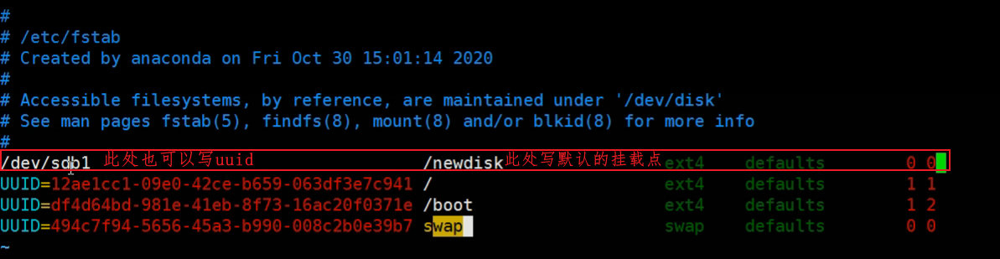 #
# /etc/fstab
# Created by anaconda on Fri Oct 30 15:01:14 2020
#
# Accessible filesystems, by reference, are maintained under '/dev/disk'
# See man pages fstab(5), findfs(8), mount(8) and/or blkid(8) for more info
#
/dev/sdb1 此处也可以写uuid /newdisk此处写默认的挂载点 ext4 defaults 0 0
UUID=12ae1cc1-09e0-42ce-b659-063df3e7c941 / ext4 defaults 1 1
UUID=df4d64bd-981e-41eb-8f73-16ac20f0371e /boot ext4 defaults 1 2
UUID=494c7f94-5656-45a3-b990-008c2b0e39b7 swap swap defaults 0 0
~